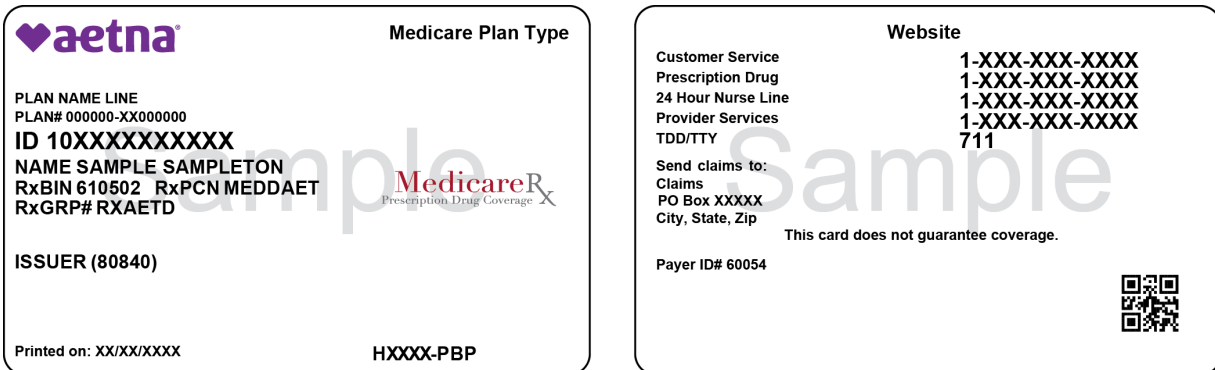 aetna®
Medicare Plan Type
PLAN NAME LINE
PLAN# 000000-XX000000
ID 10XXXXXXXXXX
NAME SAMPLE SAMPLETON
RxBIN 610502 RxPCN MEDDAET
RxGRP# RXAETD
MedicareRx
Prescription Drug Coverage
Sample
ISSUER (80840)
Printed on: XX/XX/XXXX
HXXXX-PBP
Website
Customer Service 1-XXX-XXX-XXXX
Prescription Drug 1-XXX-XXX-XXXX
24 Hour Nurse Line 1-XXX-XXX-XXXX
Provider Services 1-XXX-XXX-XXXX
TDD/TTY 711
Sample
Send claims to:
Claims
PO Box XXXXX
City, State, Zip
This card does not guarantee coverage.
Payer ID# 60054